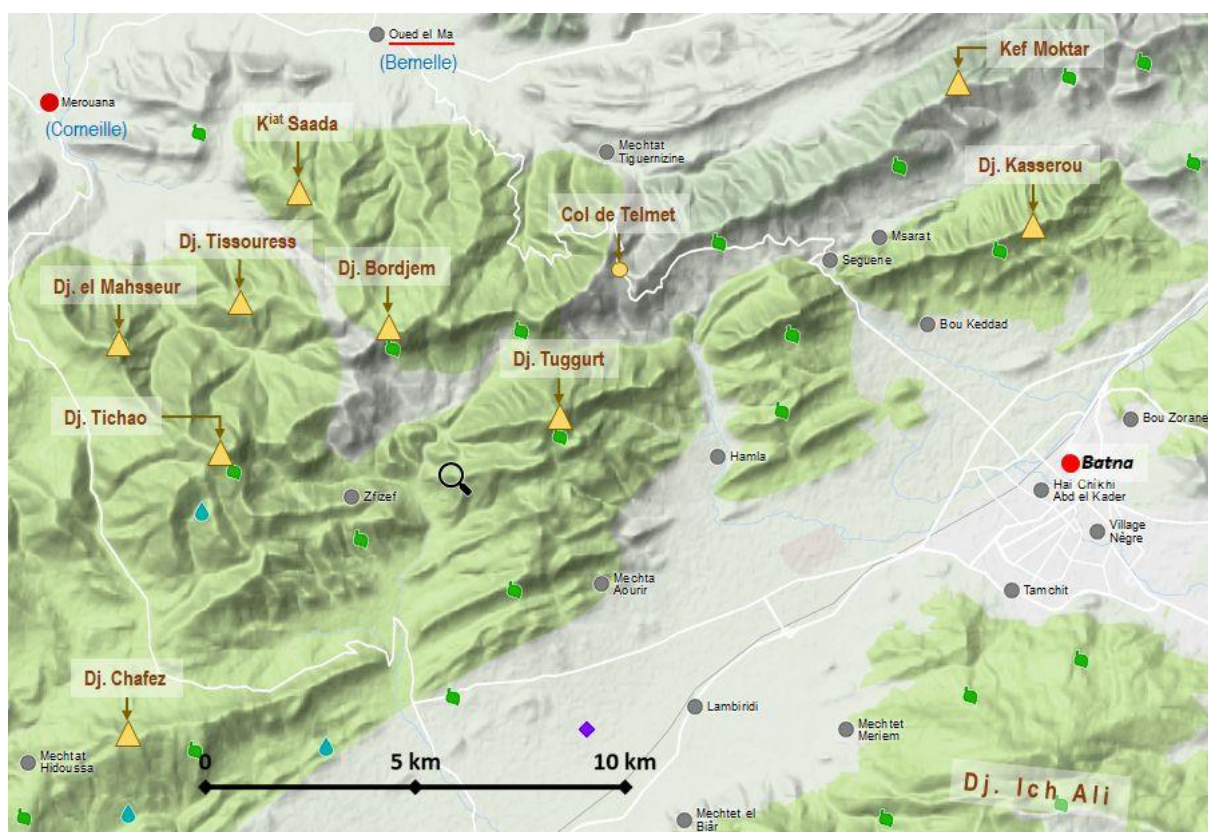 Oued el Ma
(Bernelle)
Kef Moktar
Merouana
(Corneille)
Kiat Saada
Mechtat
Tiguernizine
Dj. Kasserou
Col de Telmet
Dj. Tissouress
Msarat
Seguene
Dj. Bordjem
Dj. el Mahsseur
Bou Keddad
Dj. Tuggurt
Dj. Tichao
Bou Zorane
Hamla
Batna
Hai Chikhi
Abd el Kader
Zfizef
Village
Nègre
Mechta
Aourir
Tamchit
Dj. Chafez
Lambiridi
Mechtet
Meriem
Mechtat
Hidoussa
0 5 km 10 km
Dj. Ich Ali
Mechtet el
Biâr